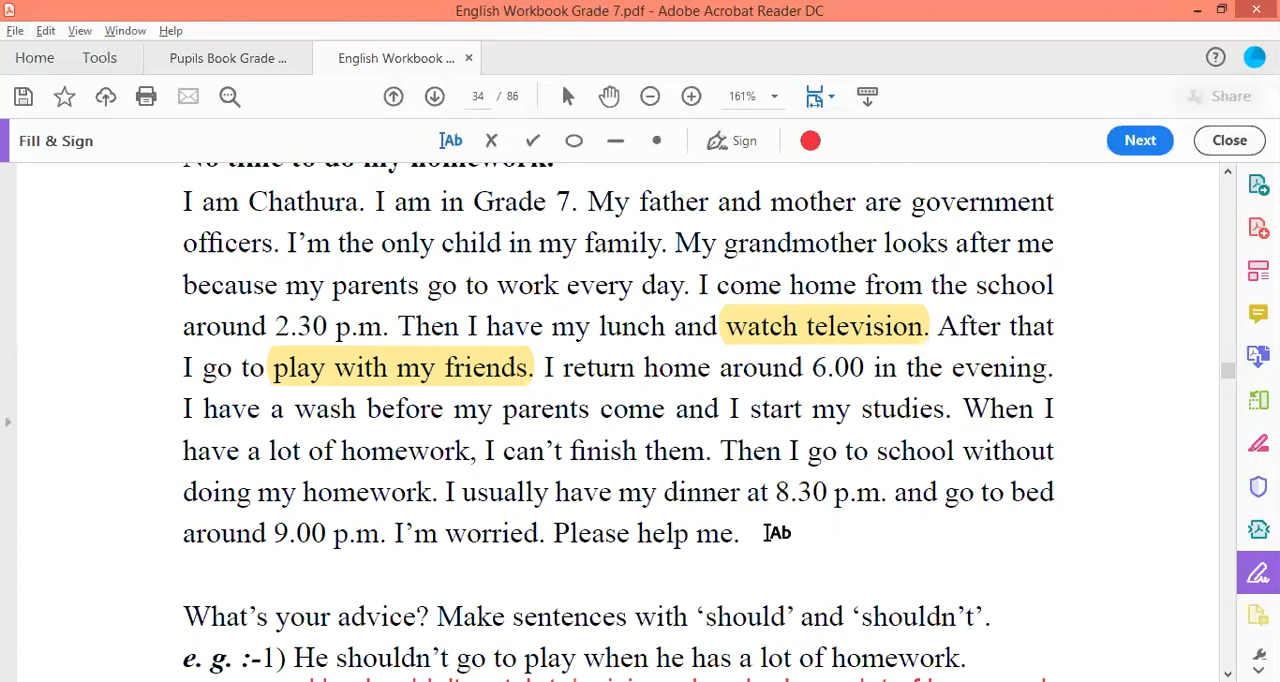 English Workbook Grade 7.pdf - Adobe Acrobat Reader DC
File Edit View Window Help
Home Tools Pupils Book Grade ... English Workbook ... ×
34 / 86 161% Share
Fill & Sign Ab Sign Next Close
No time to do my homework.
I am Chathura. I am in Grade 7. My father and mother are government
officers. I’m the only child in my family. My grandmother looks after me
because my parents go to work every day. I come home from the school
around 2.30 p.m. Then I have my lunch and watch television. After that
I go to play with my friends. I return home around 6.00 in the evening.
I have a wash before my parents come and I start my studies. When I
have a lot of homework, I can’t finish them. Then I go to school without
doing my homework. I usually have my dinner at 8.30 p.m. and go to bed
around 9.00 p.m. I’m worried. Please help me. Ab
What’s your advice? Make sentences with ‘should’ and ‘shouldn’t’.
e. g. :-1) He shouldn’t go to play when he has a lot of homework.